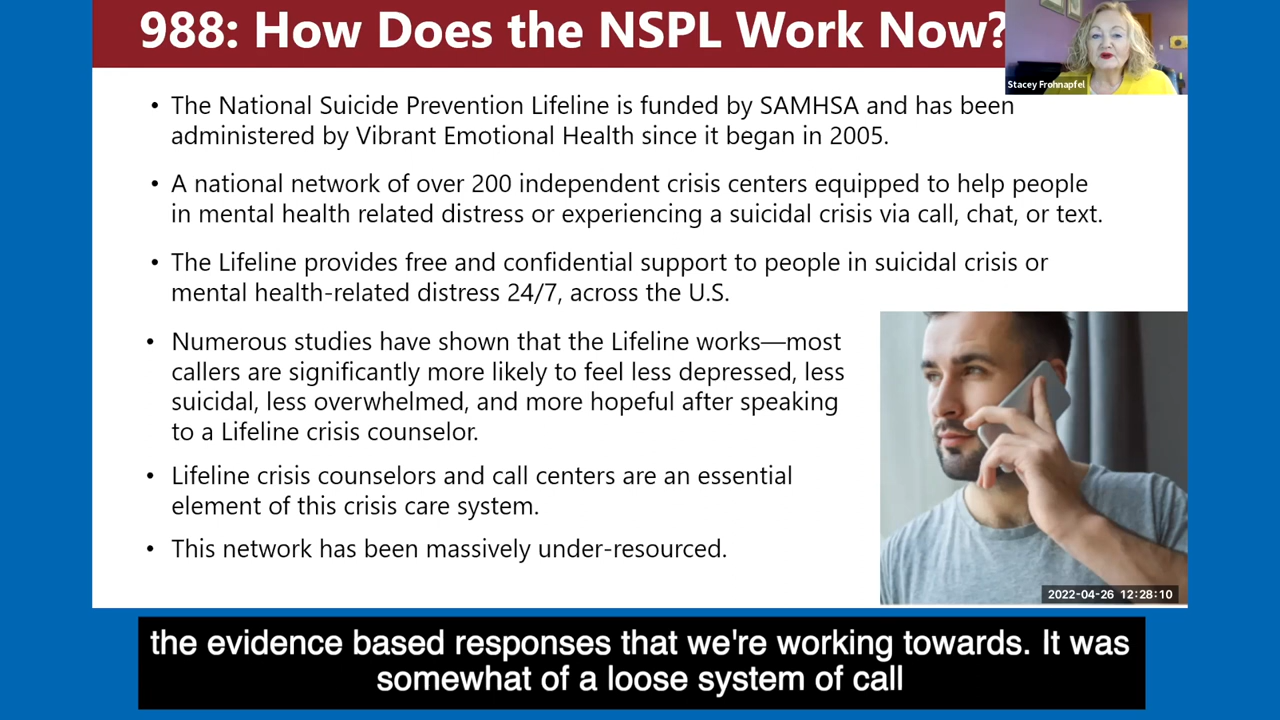 988: How Does the NSPL Work Now?
Stacey Frohnapfel
• The National Suicide Prevention Lifeline is funded by SAMHSA and has been
administered by Vibrant Emotional Health since it began in 2005.
• A national network of over 200 independent crisis centers equipped to help people
in mental health related distress or experiencing a suicidal crisis via call, chat, or text.
• The Lifeline provides free and confidential support to people in suicidal crisis or
mental health-related distress 24/7, across the U.S.
• Numerous studies have shown that the Lifeline works—most
callers are significantly more likely to feel less depressed, less
suicidal, less overwhelmed, and more hopeful after speaking
to a Lifeline crisis counselor.
• Lifeline crisis counselors and call centers are an essential
element of this crisis care system.
• This network has been massively under-resourced.
2022-04-26 12:28:10
the evidence based responses that we're working towards. It was
somewhat of a loose system of call